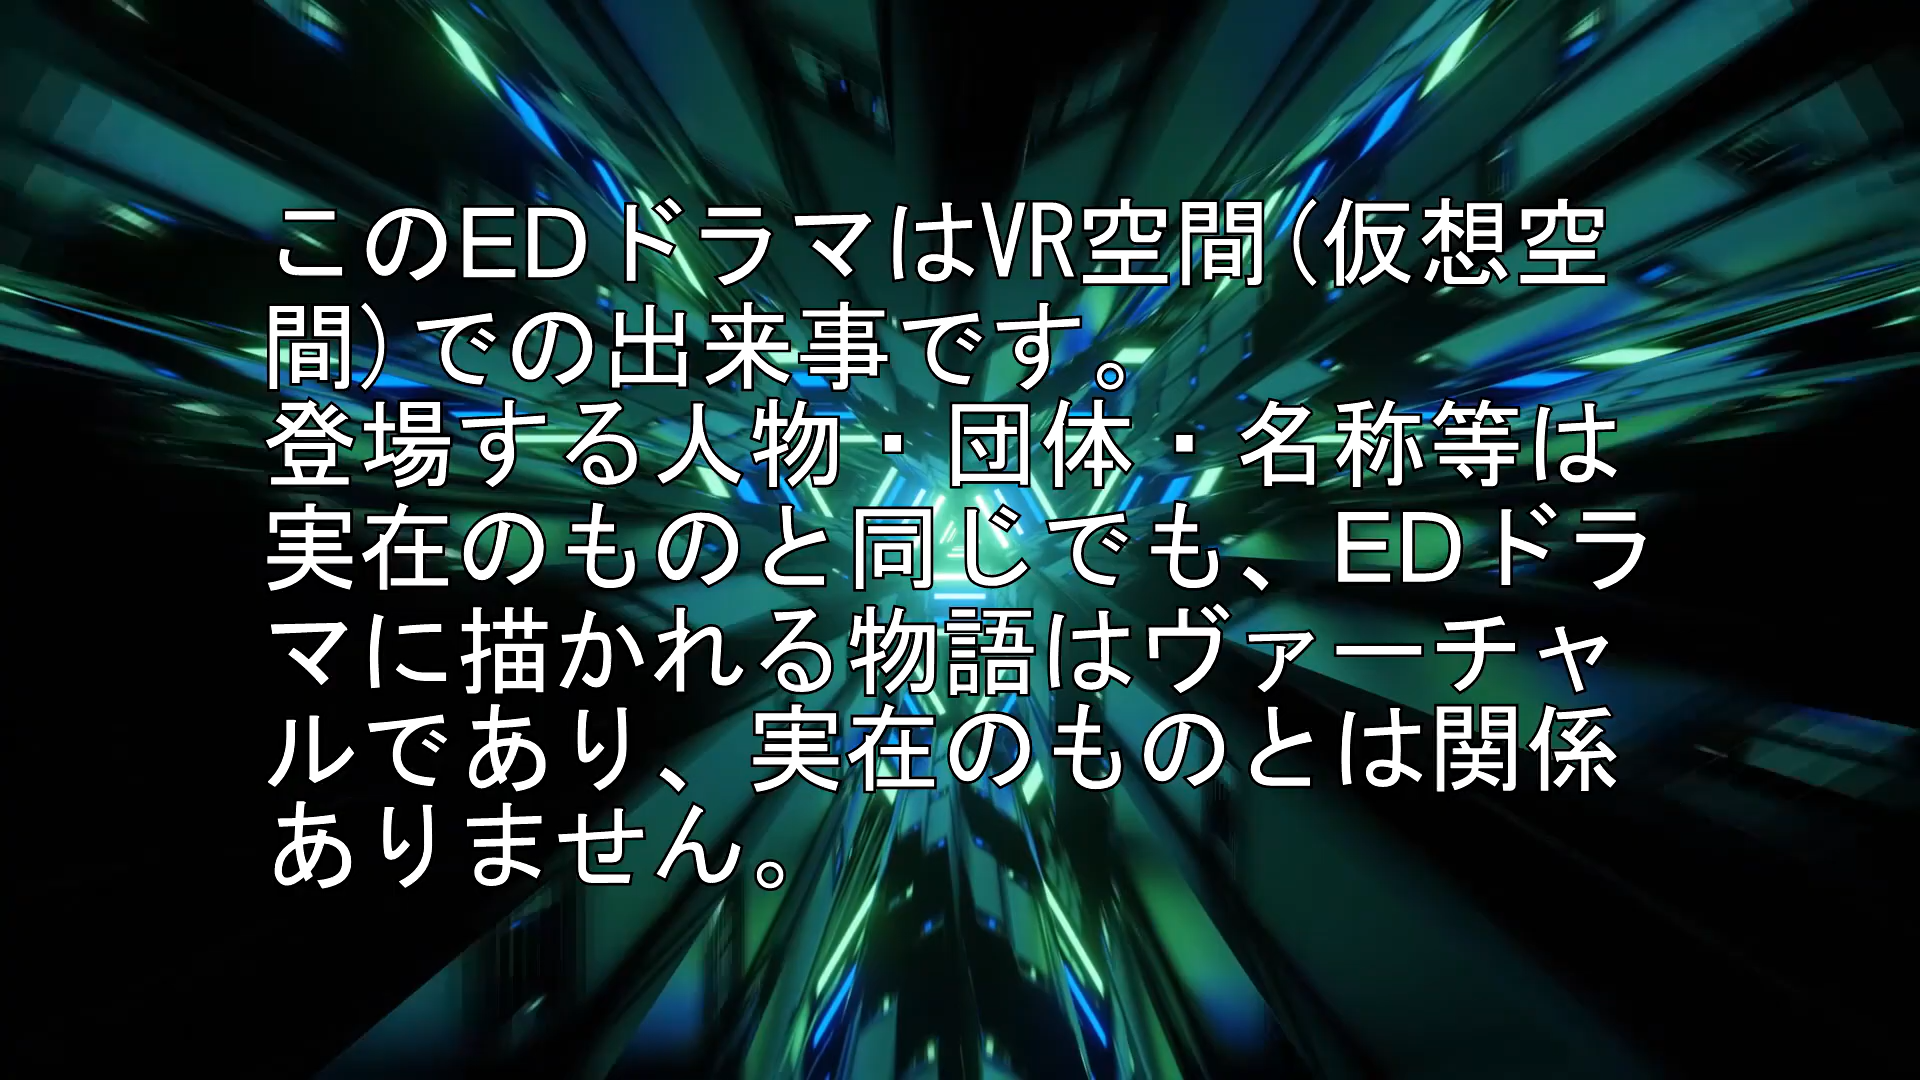 このEDドラマはVR空間(仮想空
間)での出来事です。
登場する人物・団体・名称等は
実在のものと同じでも、EDドラ
マに描かれる物語はヴァーチャ
ルであり、実在のものとは関係
ありません。